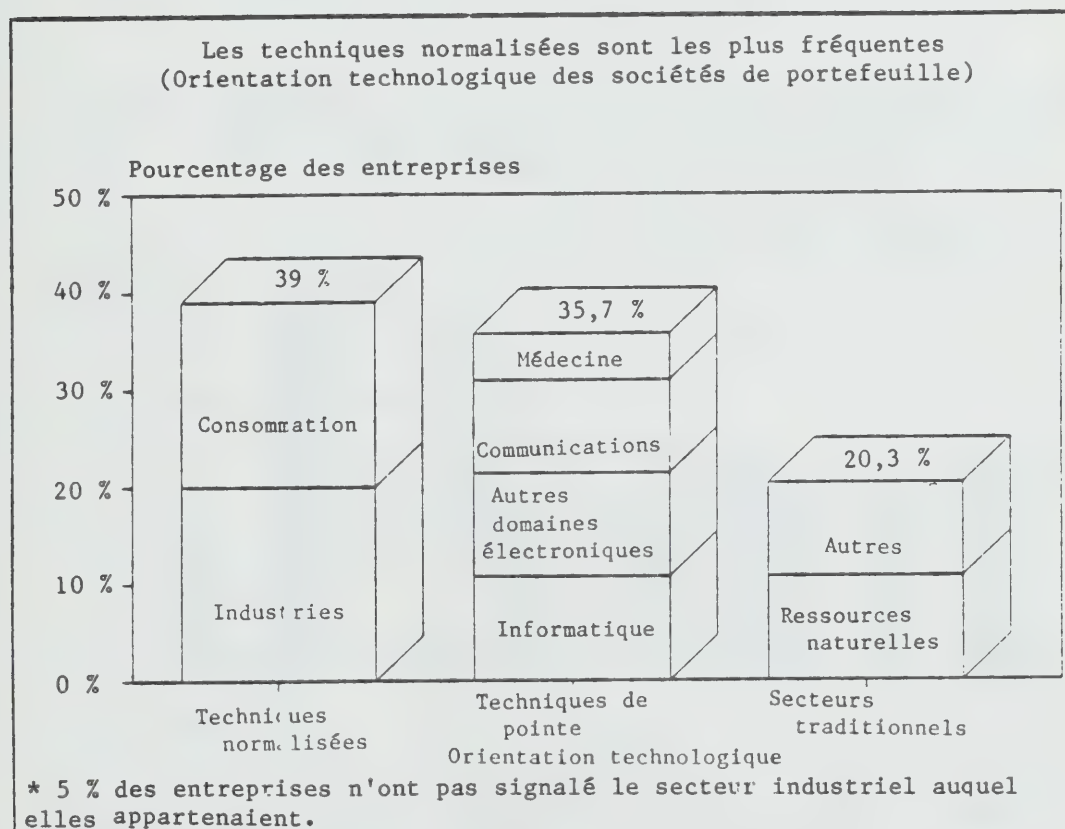 Les techniques normalisées sont les plus fréquentes
(Orientation technologique des sociétés de portefeuille)
Pourcentage des entreprises
50 %
40 %
30 %
20 %
10 %
0 %
39 %
Consommation
Industries
35,7 %
Médecine
Communications
Autres
domaines
électroniques
Informatique
20,3 %
Autres
Ressources
naturelles
Techniques
normalisées
Techniques de
pointe
Secteurs
traditionnels
Orientation technologique
* 5 % des entreprises n'ont pas signalé le secteur industriel auquel
elles appartenaient.